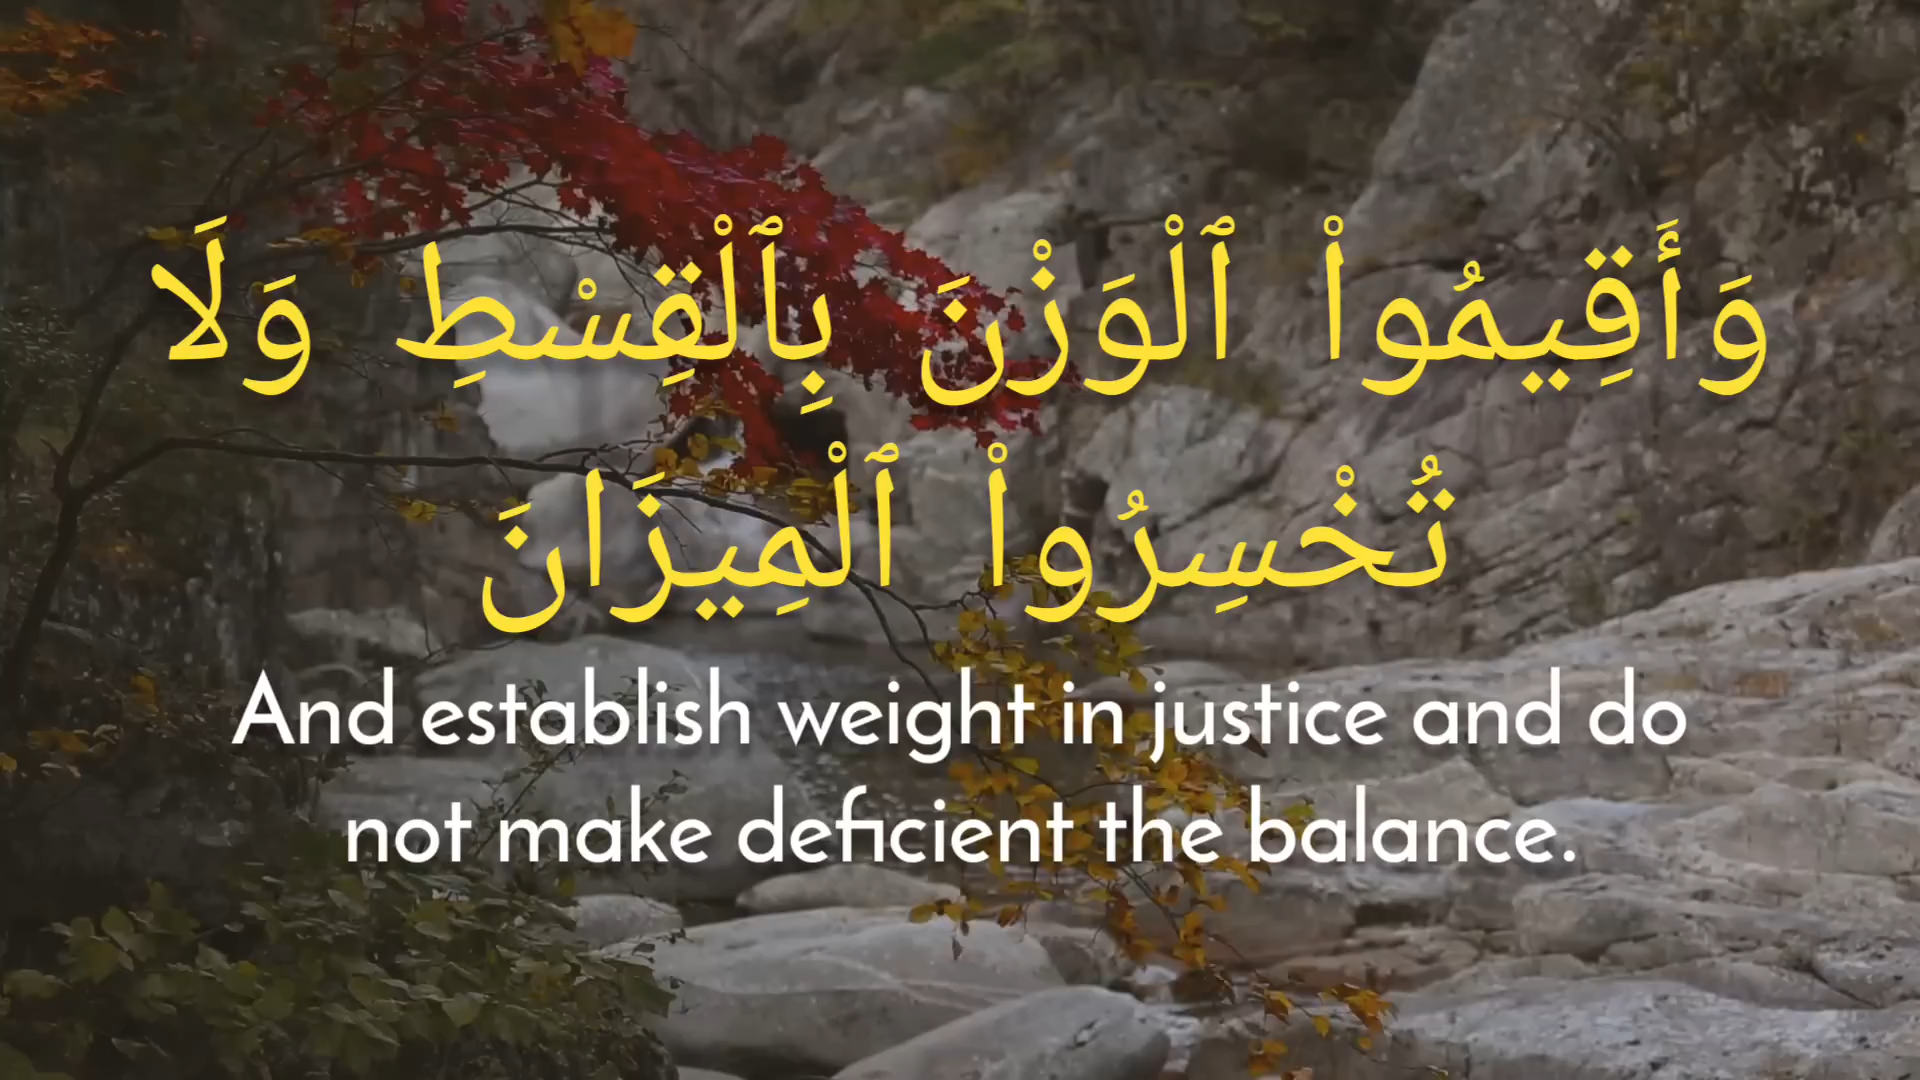 وَأَقِيمُوا۟ ٱلْوَزْنَ بِٱلْقِسْطِ وَلَا
تُخْسِرُوا۟ ٱلْمِيزَانَ
And establish weight in justice and do
not make deficient the balance.